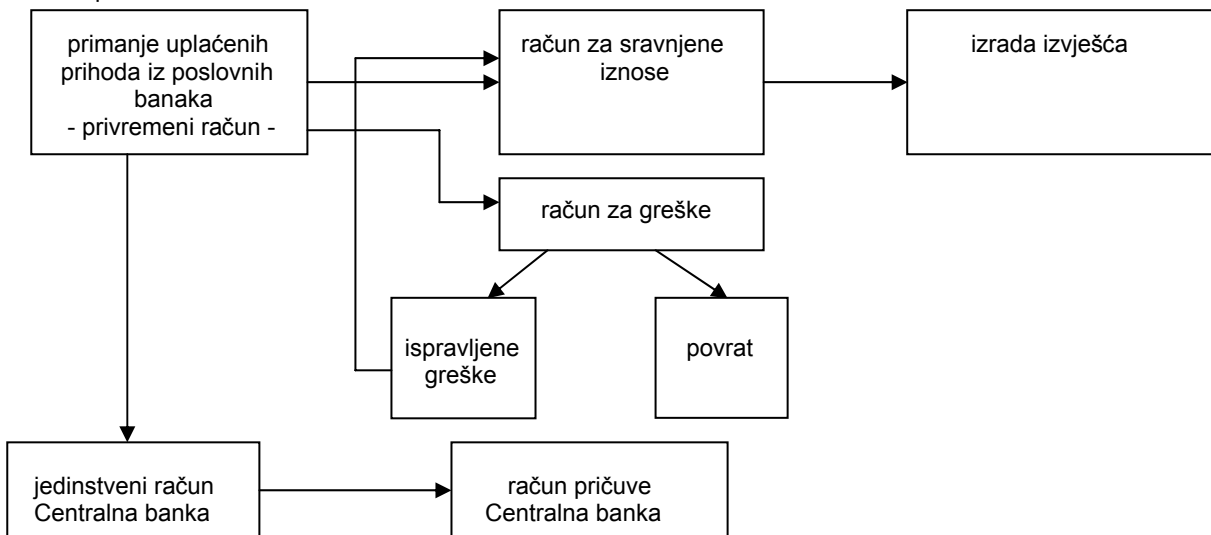 primanje uplaćenih
prihoda iz poslovnih
banaka
- privremeni račun -
račun za sravnjene
iznose
izrada izvješća
račun za greške
ispravljene
greške
povrat
jedinstveni račun
Centralna banka
račun pričuve
Centralna banka